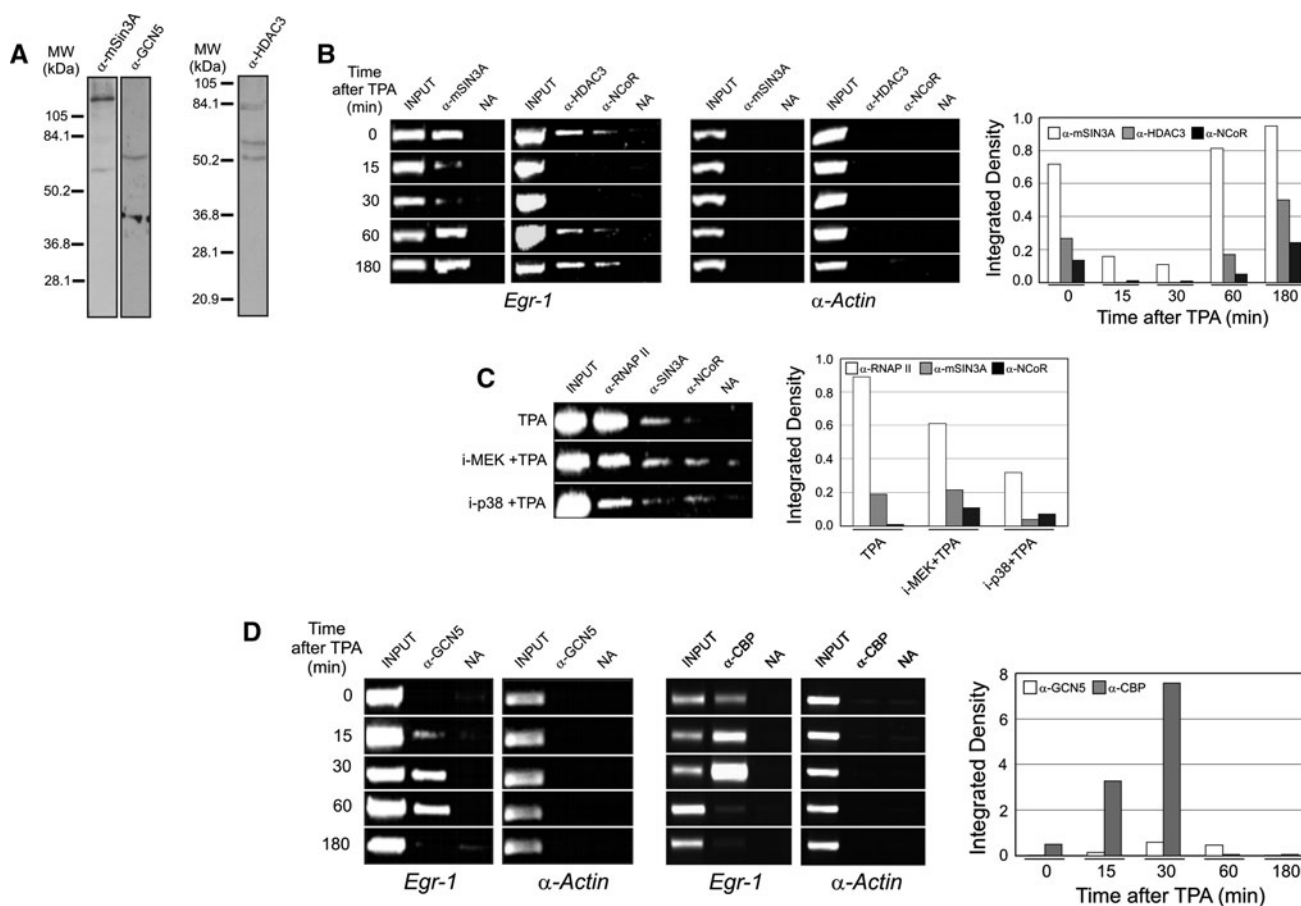 A
MW
(kDa)
α-mSin3A
α-GCN5
105
84.1
50.2
36.8
28.1
MW
(kDa)
α-HDAC3
105
84.1
50.2
36.8
28.1
20.9
B
Time
after TPA
(min)
INPUT α-mSIN3A NA INPUT α-HDAC3 α-NCoR NA INPUT α-mSIN3A NA INPUT α-HDAC3 α-NCoR NA
0
15
30
60
180
Egr-1
α-Actin
Integrated Density
1.0
0.8
0.6
0.4
0.2
0.0
α-mSIN3A α-HDAC3 α-NCoR
0 15 30 60 180
Time after TPA (min)
C
INPUT α-RNAP II α-SIN3A α-NCoR NA
TPA
i-MEK +TPA
i-p38 +TPA
Integrated Density
1.0
0.8
0.6
0.4
0.2
0.0
α-RNAP II α-mSIN3A α-NCoR
TPA i-MEK+TPA i-p38+TPA
D
Time
after TPA
(min)
INPUT α-GCN5 NA INPUT α-GCN5 NA INPUT α-CBP NA INPUT α-CBP NA
0
15
30
60
180
Egr-1 α-Actin Egr-1 α-Actin
Integrated Density
8
6
4
2
0
α-GCN5 α-CBP
0 15 30 60 180
Time after TPA (min)